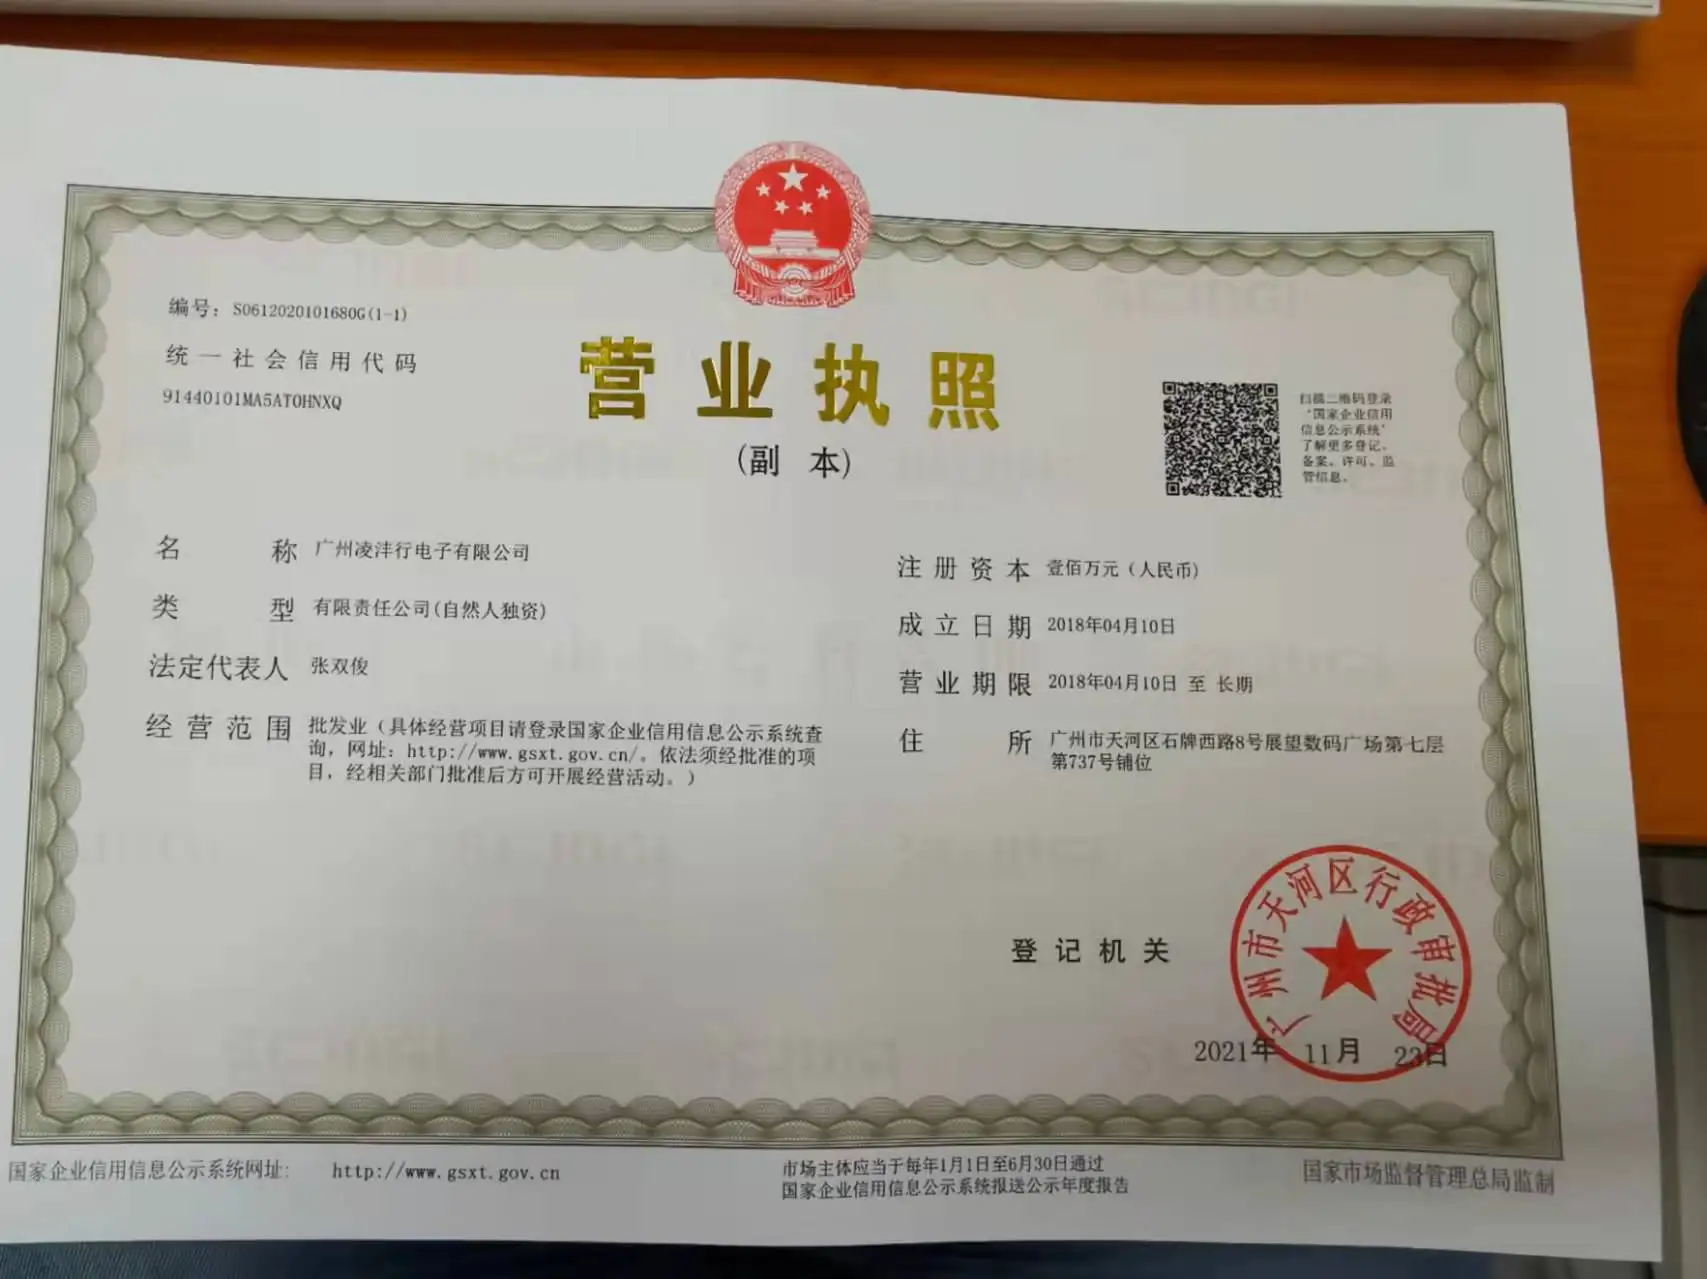 编号：S0612020101680G(1-1)
统一社会信用代码
91440101MA5AT0HNXQ
营业执照
(副 本)
扫描二维码登录
“国家企业信用
信息公示系统”
了解更多登记、
备案、许可、监
管信息。
名 称 广州凌沣行电子有限公司
类 型 有限责任公司(自然人独资)
法定代表人 张双俊
经营范围 批发业（具体经营项目请登录国家企业信用信息公示系统查
询，网址：http://www.gsxt.gov.cn/。依法须经批准的项
目，经相关部门批准后方可开展经营活动。）
注册资本 壹佰万元（人民币）
成立日期 2018年04月10日
营业期限 2018年04月10日 至 长期
住 所 广州市天河区石牌西路8号展望数码广场第七层
第737号铺位
登记机关
广州市天河区行政审批局
2021年 11月 23日
国家企业信用信息公示系统网址: http://www.gsxt.gov.cn
市场主体应当于每年1月1日至6月30日通过
国家企业信用信息公示系统报送公示年度报告
国家市场监督管理总局监制